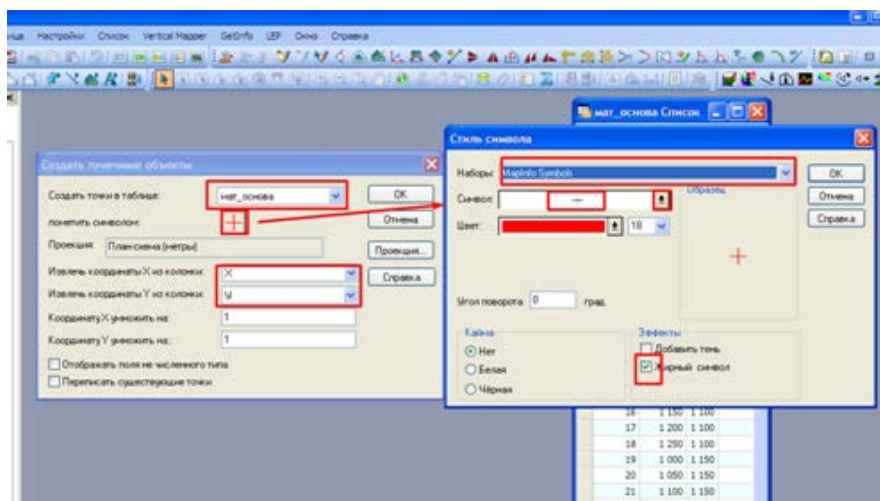 Настройки Список Vertical Mapper GetInfo LEP Окно Справка
мат_основа Список
Создать точечные объекты
Создать точки в таблице: мат_основа OK
пометить символом: Отмена
Проекция: План-схема (метры) Проекция...
Извлечь координаты X из колонки: X Справка
Извлечь координаты Y из колонки: y
Координату X умножить на: 1
Координату Y умножить на: 1
Отображать поля не численного типа
Переписать существующие точки
Стиль символа
Наборы: MapInfo Symbols OK
Символ: Образец Отмена
Цвет: 18 Справка
Угол поворота: 0 град.
Кайма
Нет
Белая
Чёрная
Эффекты
Добавить тень
Жирный символ
16 1 150 1 100
17 1 200 1 100
18 1 250 1 100
19 1 000 1 150
20 1 050 1 150
21 1 100 1 150